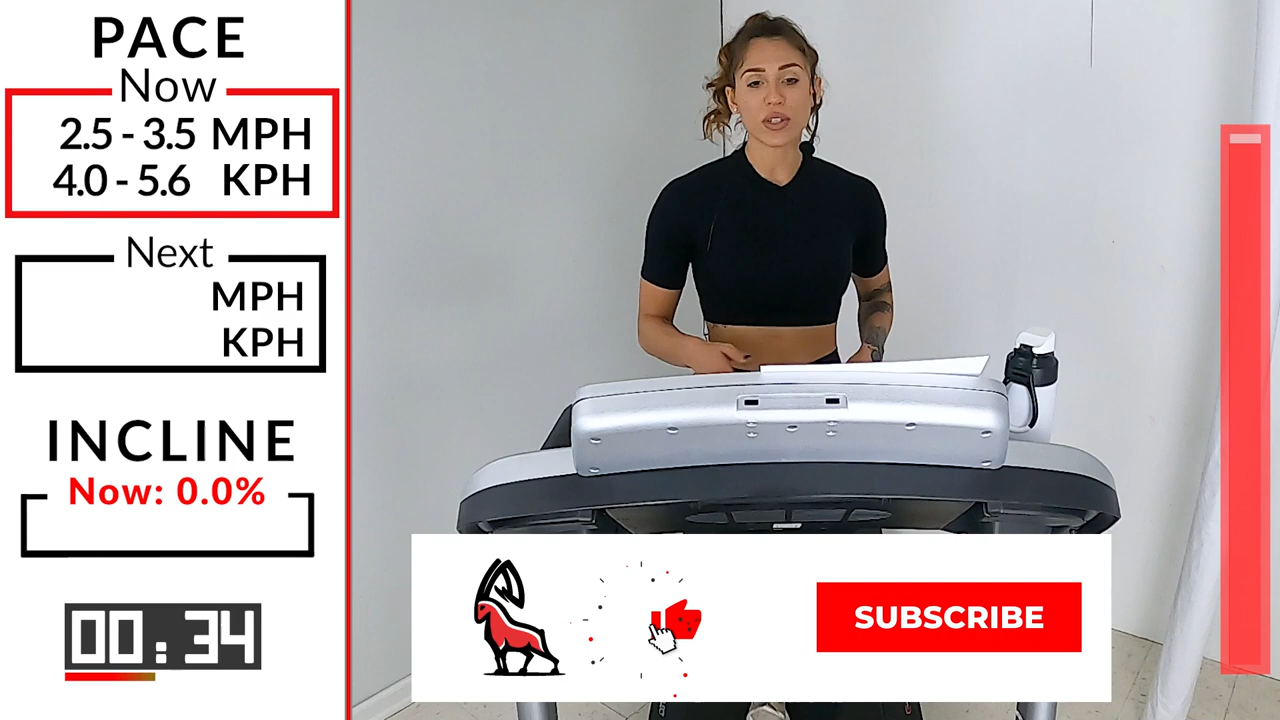 PACE
Now
2.5 - 3.5 MPH
4.0 - 5.6 KPH
Next
MPH
KPH
INCLINE
Now: 0.0%
00:34
SUBSCRIBE